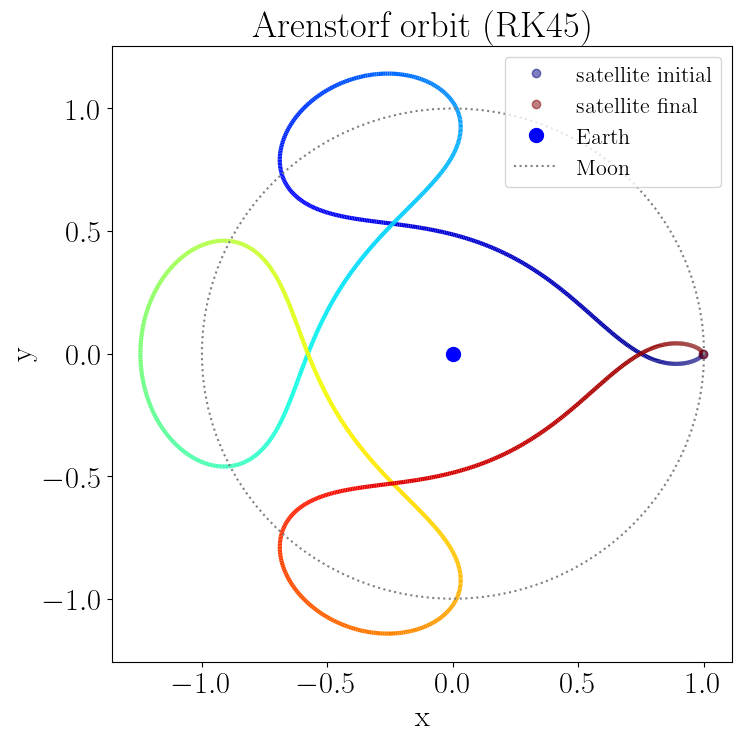 Arenstorf orbit (RK45)
satellite initial
satellite final
Earth
Moon
1.0
0.5
0.0
−0.5
−1.0
y
−1.0 −0.5 0.0 0.5 1.0
x